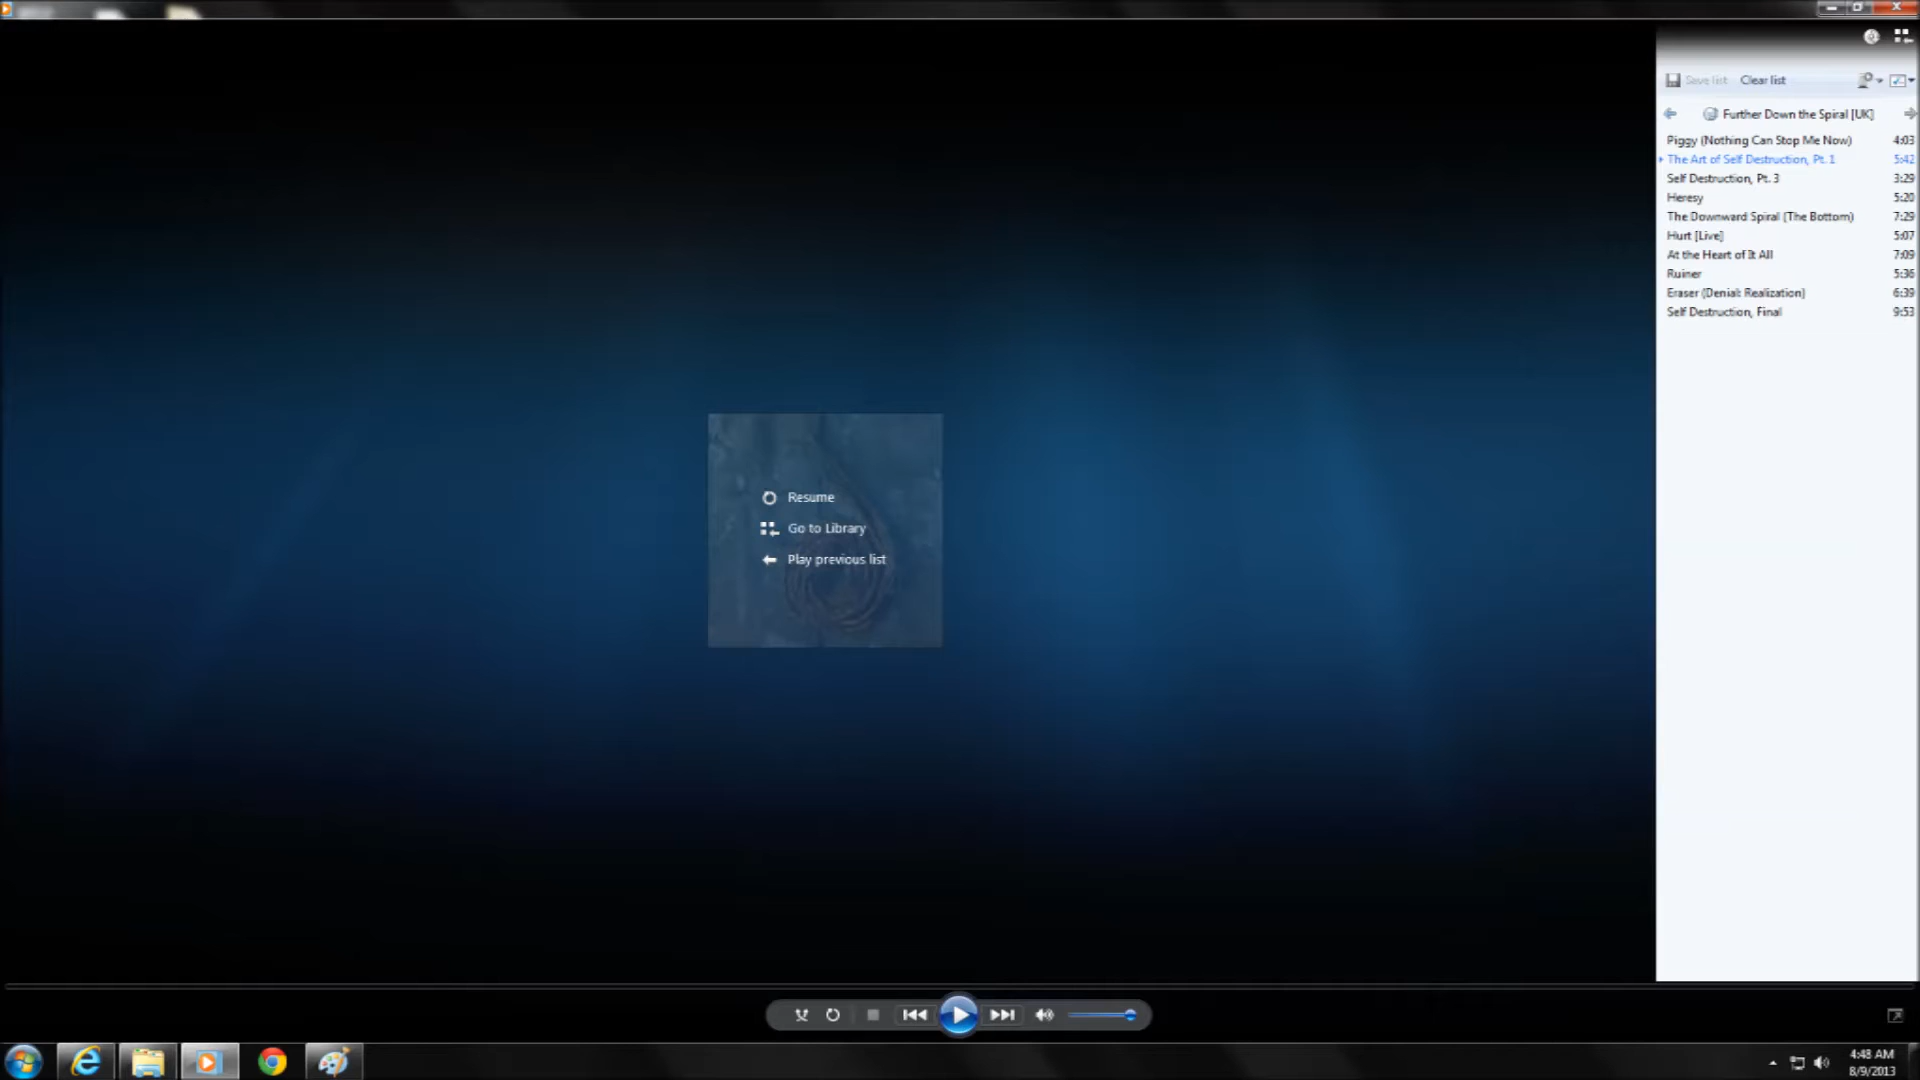 Save list Clear list
Further Down the Spiral [UK]
Piggy (Nothing Can Stop Me Now) 4:03
The Art of Self Destruction, Pt. 1 5:42
Self Destruction, Pt. 3 3:29
Heresy 5:20
The Downward Spiral (The Bottom) 7:29
Hurt [Live] 5:07
At the Heart of It All 7:09
Ruiner 5:36
Eraser (Denial: Realization) 6:39
Self Destruction, Final 9:53
Resume
Go to Library
Play previous list
4:48 AM
8/9/2013